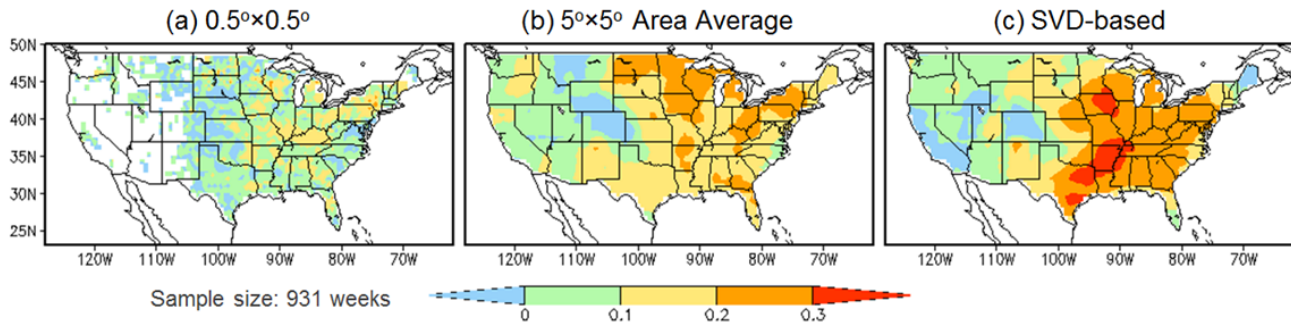 (a) 0.5°×0.5°
(b) 5°×5° Area Average
(c) SVD-based
50N
45N
40N
35N
30N
25N
120W 110W 100W 90W 80W 70W
120W 110W 100W 90W 80W 70W
120W 110W 100W 90W 80W 70W
Sample size: 931 weeks
0 0.1 0.2 0.3